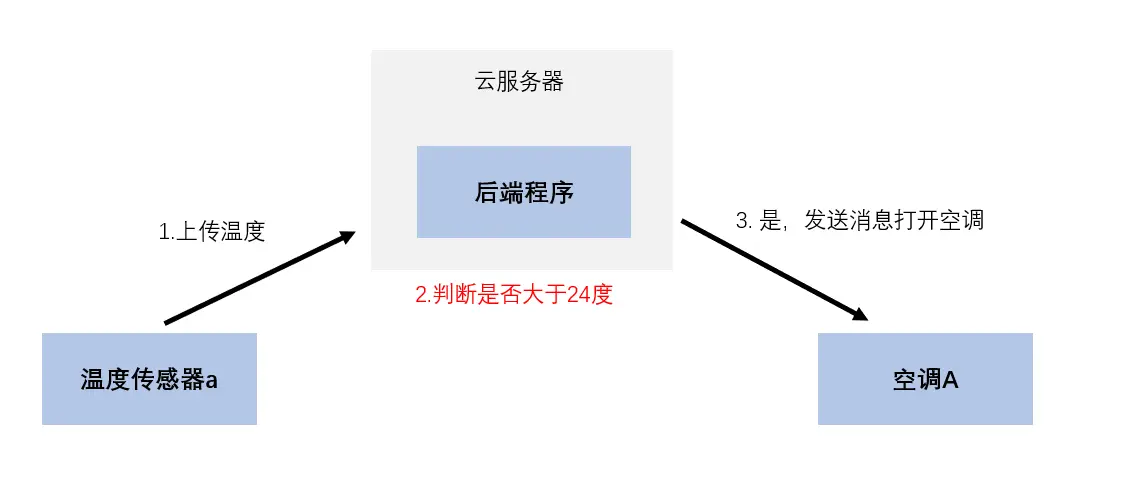 云服务器
后端程序
1.上传温度
3. 是，发送消息打开空调
2.判断是否大于24度
温度传感器a
空调A